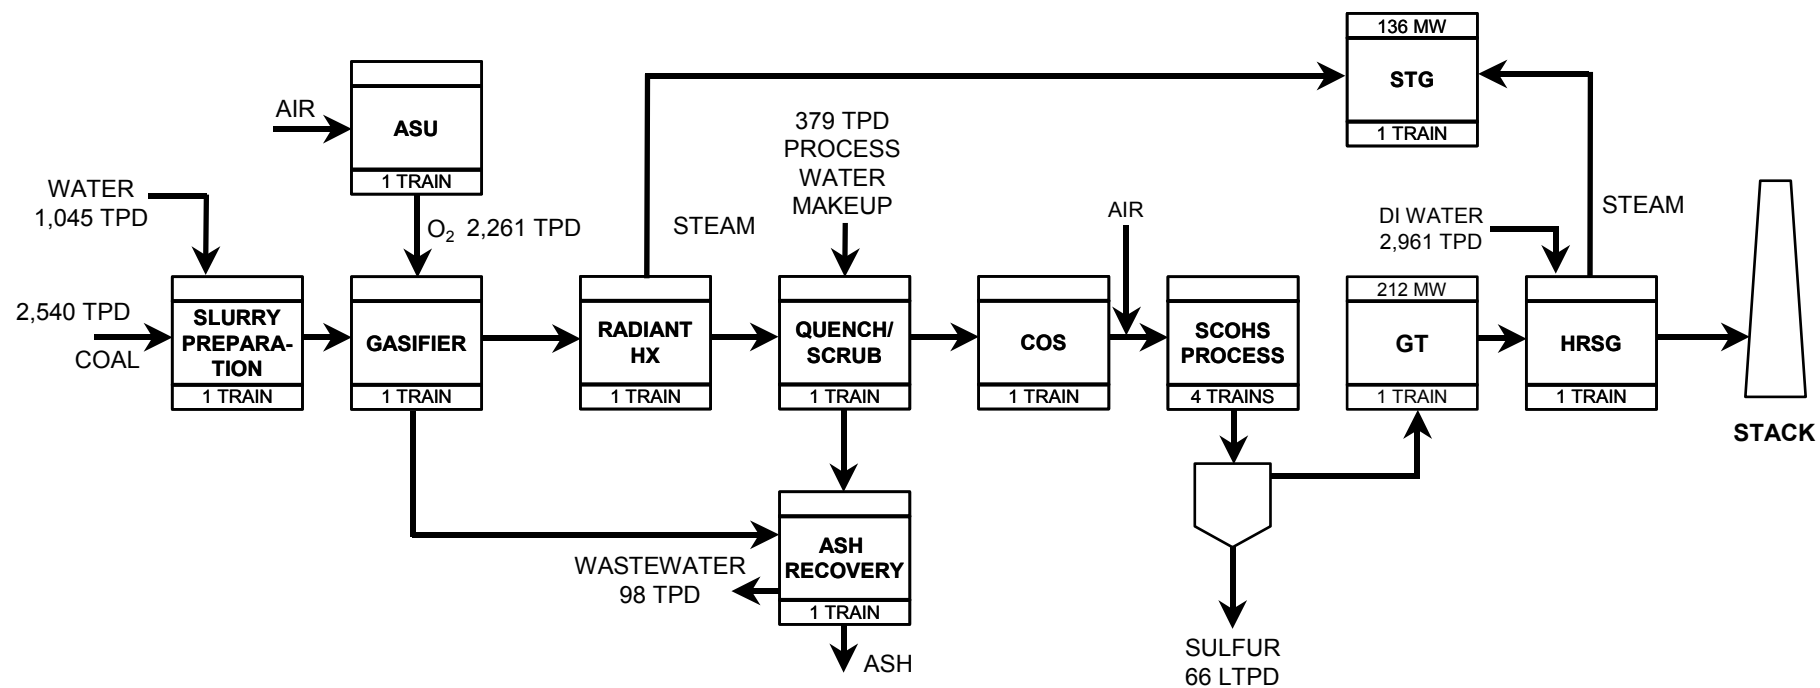 136 MW
STG
1 TRAIN
AIR
ASU
1 TRAIN
379 TPD
PROCESS
WATER
MAKEUP
WATER
1,045 TPD
O₂ 2,261 TPD
STEAM
AIR
DI WATER
2,961 TPD
STEAM
2,540 TPD
COAL
SLURRY
PREPARA-
TION
1 TRAIN
GASIFIER
1 TRAIN
RADIANT
HX
1 TRAIN
QUENCH/
SCRUB
1 TRAIN
COS
1 TRAIN
SCOHS
PROCESS
4 TRAINS
212 MW
GT
1 TRAIN
HRSG
1 TRAIN
STACK
ASH
RECOVERY
1 TRAIN
WASTEWATER
98 TPD
ASH
SULFUR
66 LTPD